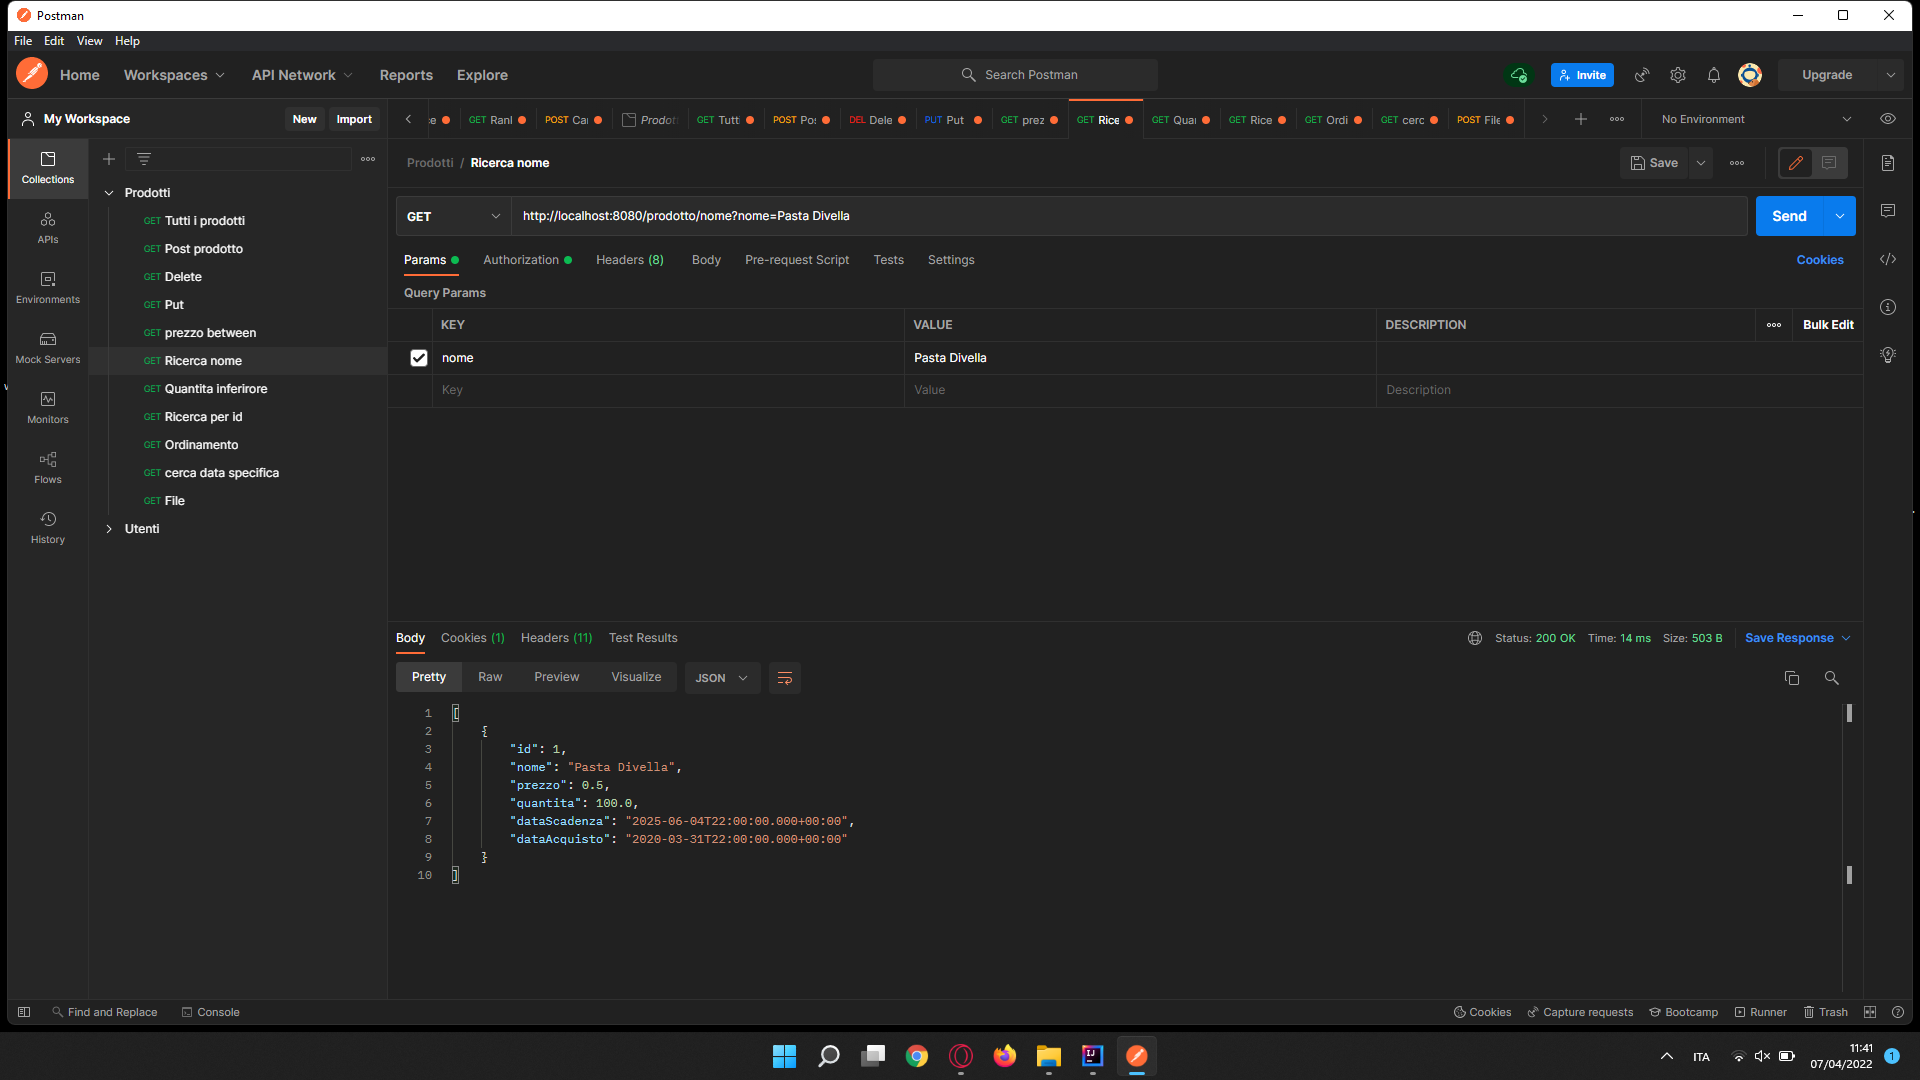 Postman
File Edit View Help
Home Workspaces API Network Reports Explore Search Postman Invite Upgrade
My Workspace New Import
GET Ranl POST Car Prodot GET Tutti POST Pos DEL Dele PUT Put GET prez GET Rice GET Quai GET Rice GET Ordi GET cerc POST File No Environment
Collections
APIs
Environments
Mock Servers
Monitors
Flows
History
Prodotti
GET Tutti i prodotti
GET Post prodotto
GET Delete
GET Put
GET prezzo between
GET Ricerca nome
GET Quantita inferirore
GET Ricerca per id
GET Ordinamento
GET cerca data specifica
GET File
Utenti
Prodotti / Ricerca nome Save
GET http://localhost:8080/prodotto/nome?nome=Pasta Divella Send
Params Authorization Headers (8) Body Pre-request Script Tests Settings Cookies
Query Params
KEY VALUE DESCRIPTION Bulk Edit
nome Pasta Divella
Key Value Description
Body Cookies (1) Headers (11) Test Results Status: 200 OK Time: 14 ms Size: 503 B Save Response
Pretty Raw Preview Visualize JSON
1 [
2 {
3 "id": 1,
4 "nome": "Pasta Divella",
5 "prezzo": 0.5,
6 "quantita": 100.0,
7 "dataScadenza": "2025-06-04T22:00:00.000+00:00",
8 "dataAcquisto": "2020-03-31T22:00:00.000+00:00"
9 }
10 ]
Find and Replace Console Cookies Capture requests Bootcamp Runner Trash
ITA 11:41
07/04/2022 1